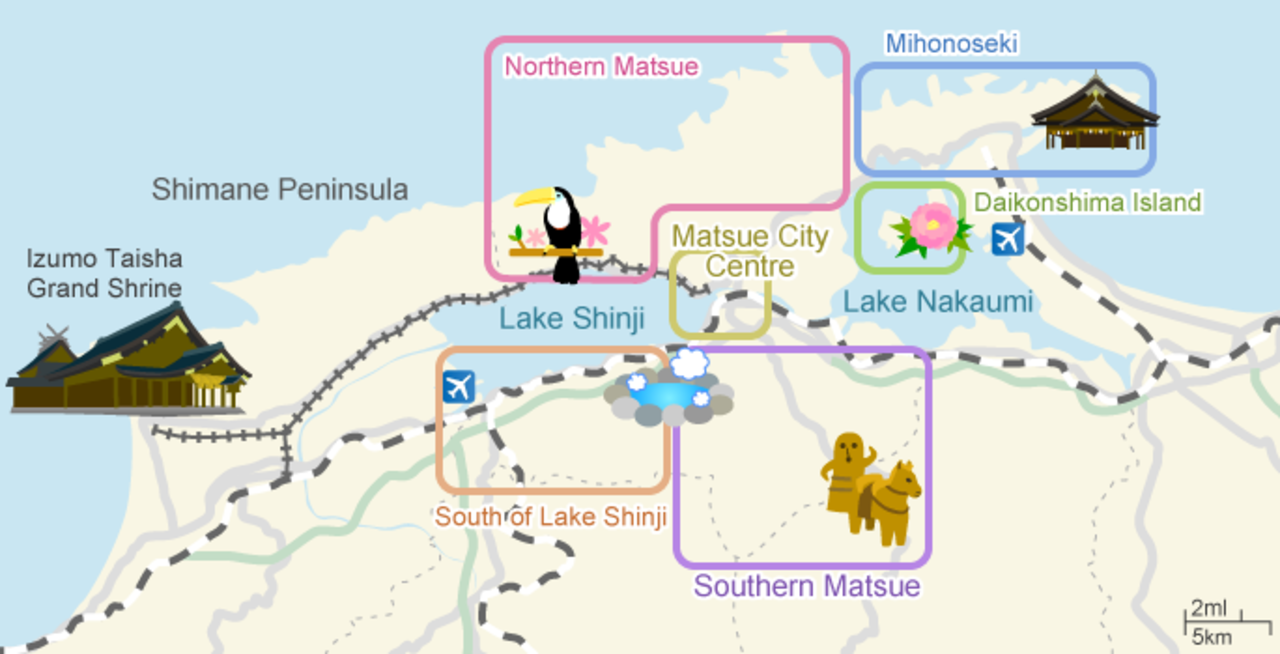 Mihonoseki
Northern Matsue
Shimane Peninsula
Daikonshima Island
Matsue City
Centre
Izumo Taisha
Grand Shrine
Lake Nakaumi
Lake Shinji
South of Lake Shinji
Southern Matsue
2ml
5km